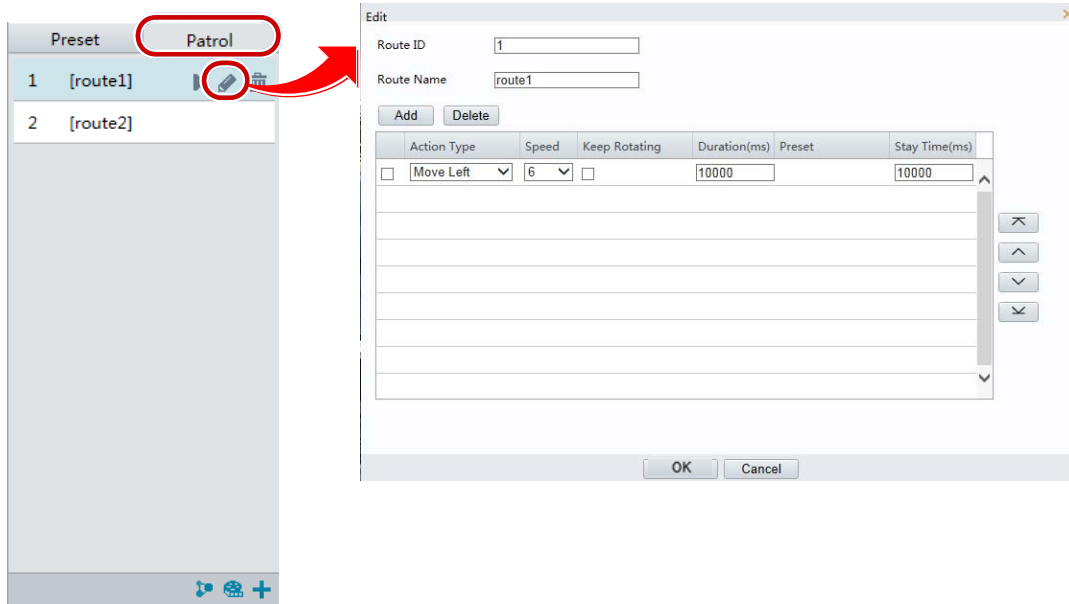 Preset Patrol
1 [route1]
2 [route2]
Edit
Route ID 1
Route Name route1
Add Delete
Action Type Speed Keep Rotating Duration(ms) Preset Stay Time(ms)
Move Left 6 10000 10000
OK Cancel